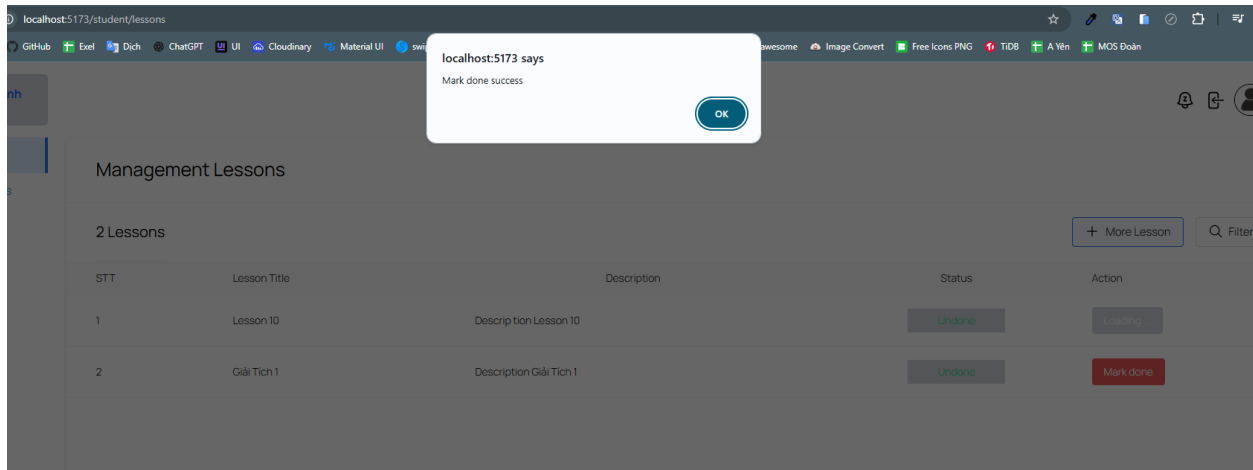 localhost:5173/student/lessons
GitHub Exel Dịch ChatGPT UI UI Cloudinary Material UI swip awesome Image Convert Free Icons PNG TiDB A Yên MOS Đoàn
localhost:5173 says
Mark done success
OK
nh
Management Lessons
s
2 Lessons
+ More Lesson
Filter
STT Lesson Title Description Status Action
1 Lesson 10 Description Lesson 10 Undone Loading
2 Giải Tích 1 Description Giải Tích 1 Undone Mark done